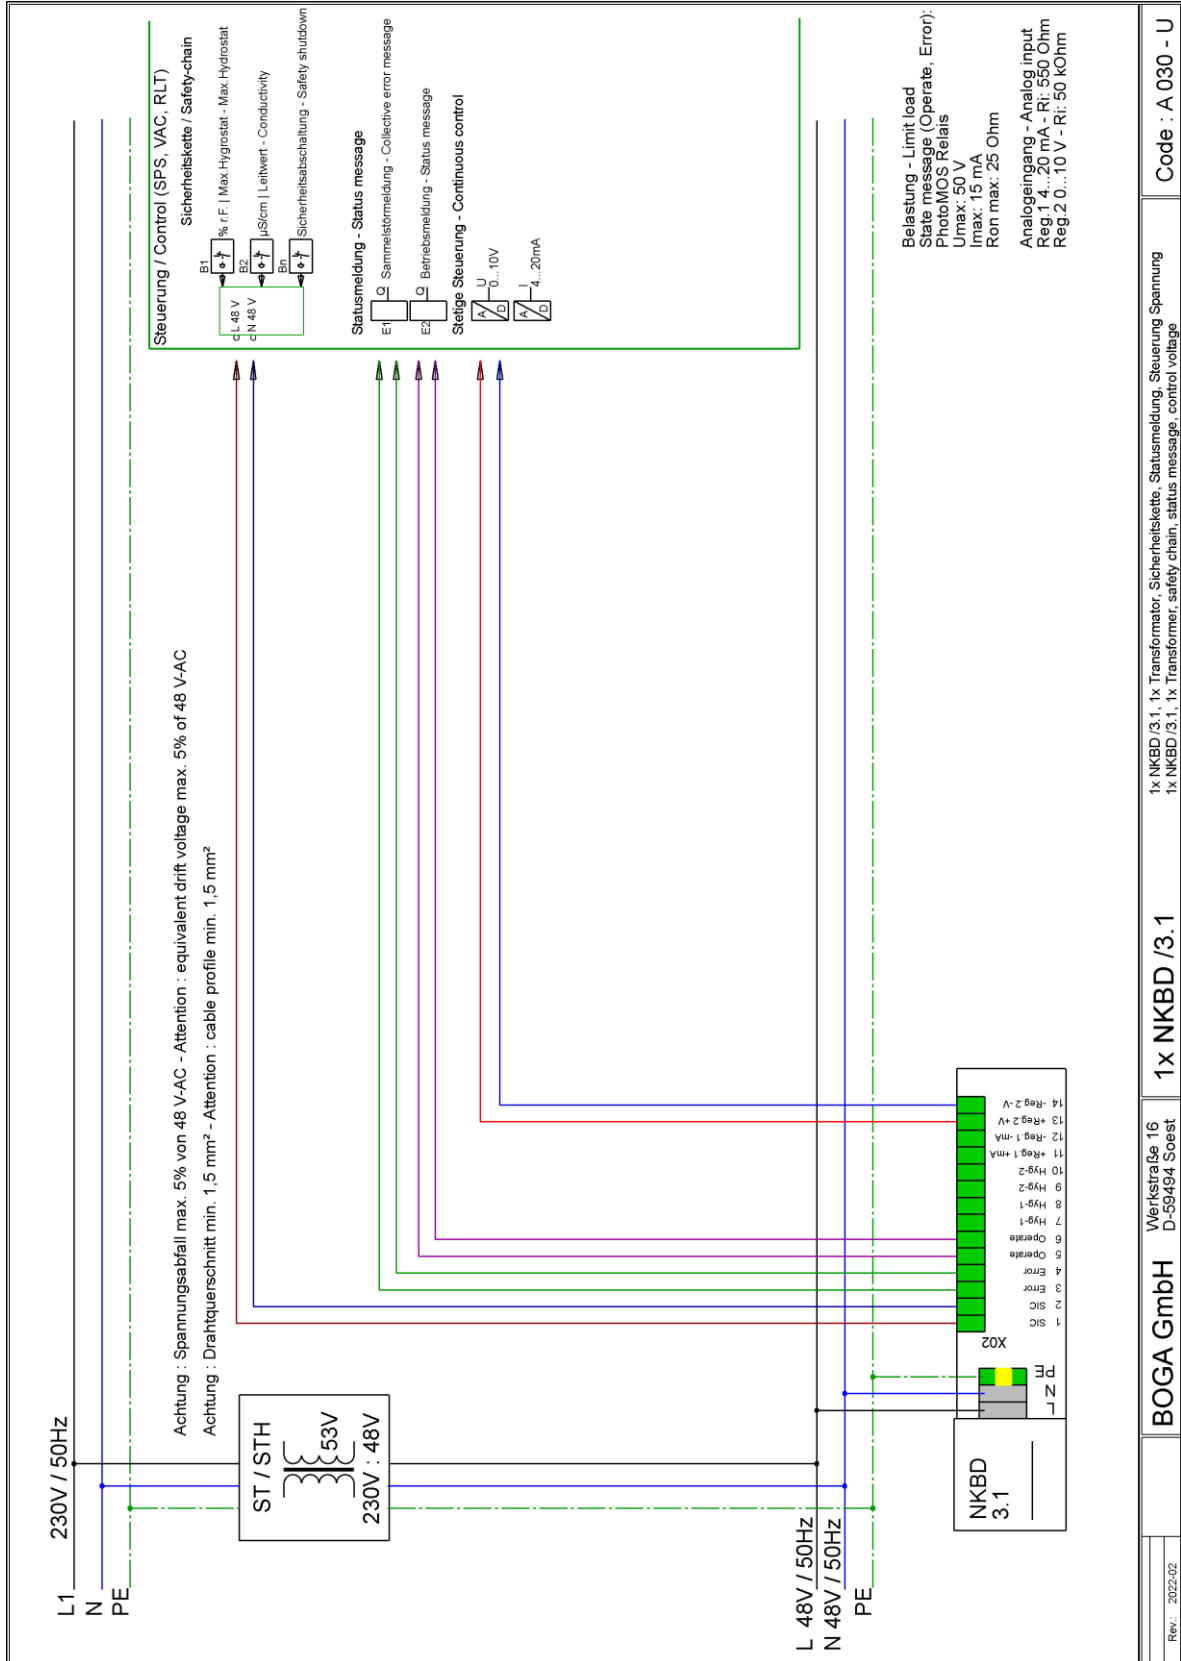 L1
230V / 50Hz
N
PE
Achtung : Spannungsabfall max. 5% von 48 V-AC - Attention : equivalent drift voltage max. 5% of 48 V-AC
Achtung : Drahtquerschnitt min. 1,5 mm² - Attention : cable profile min. 1,5 mm²
ST / STH
53V
230V : 48V
Steuerung / Control (SPS, VAC, RLT)
Sicherheitskette / Safety-chain
B1
% r.F. | Max.Hygrostat - Max.Hydrostat
B2
µS/cm | Leitwert - Conductivity
Bn
Sicherheitsabschaltung - Safety shutdown
L 48 V
N 48 V
Statusmeldung - Status message
E1
Q
Sammelstörmeldung - Collective error message
E2
Q
Betriebsmeldung - Status message
Stetige Steuerung - Continuous control
A
D
U
0...10V
A
D
I
4...20mA
L 48V / 50Hz
N 48V / 50Hz
PE
Belastung - Limit load
State message (Operate, Error):
PhotoMOS Relais
Umax: 50 V
Imax: 15 mA
Ron max: 25 Ohm
Analogeingang - Analog input
Reg.1 4...20 mA - Ri: 550 Ohm
Reg.2 0...10 V - Ri: 50 kOhm
NKBD
3.1
L
N
PE
X02
1 SIC
2 SIC
3 Error
4 Error
5 Operate
6 Operate
7 Hyg-1
8 Hyg-1
9 Hyg-2
10 Hyg-2
11 +Reg.1 +mA
12 -Reg.1 -mA
13 +Reg.2 +V
14 -Reg.2 -V
Rev.: 2022-02
BOGA GmbH
Werkstraße 16
D-59494 Soest
1x NKBD /3.1
1x NKBD /3.1, 1x Transformator, Sicherheitskette, Statusmeldung, Steuerung Spannung
1x NKBD /3.1, 1x Transformer, safety chain, status message, control voltage
Code : A 030 - U